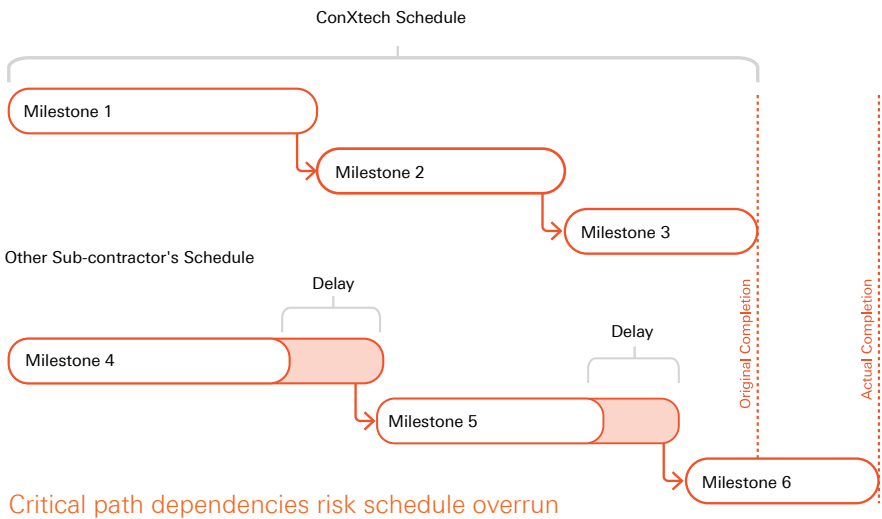 ConXtech Schedule
Milestone 1
Milestone 2
Milestone 3
Other Sub-contractor's Schedule
Delay
Delay
Milestone 4
Milestone 5
Milestone 6
Original Completion
Actual Completion
Critical path dependencies risk schedule overrun